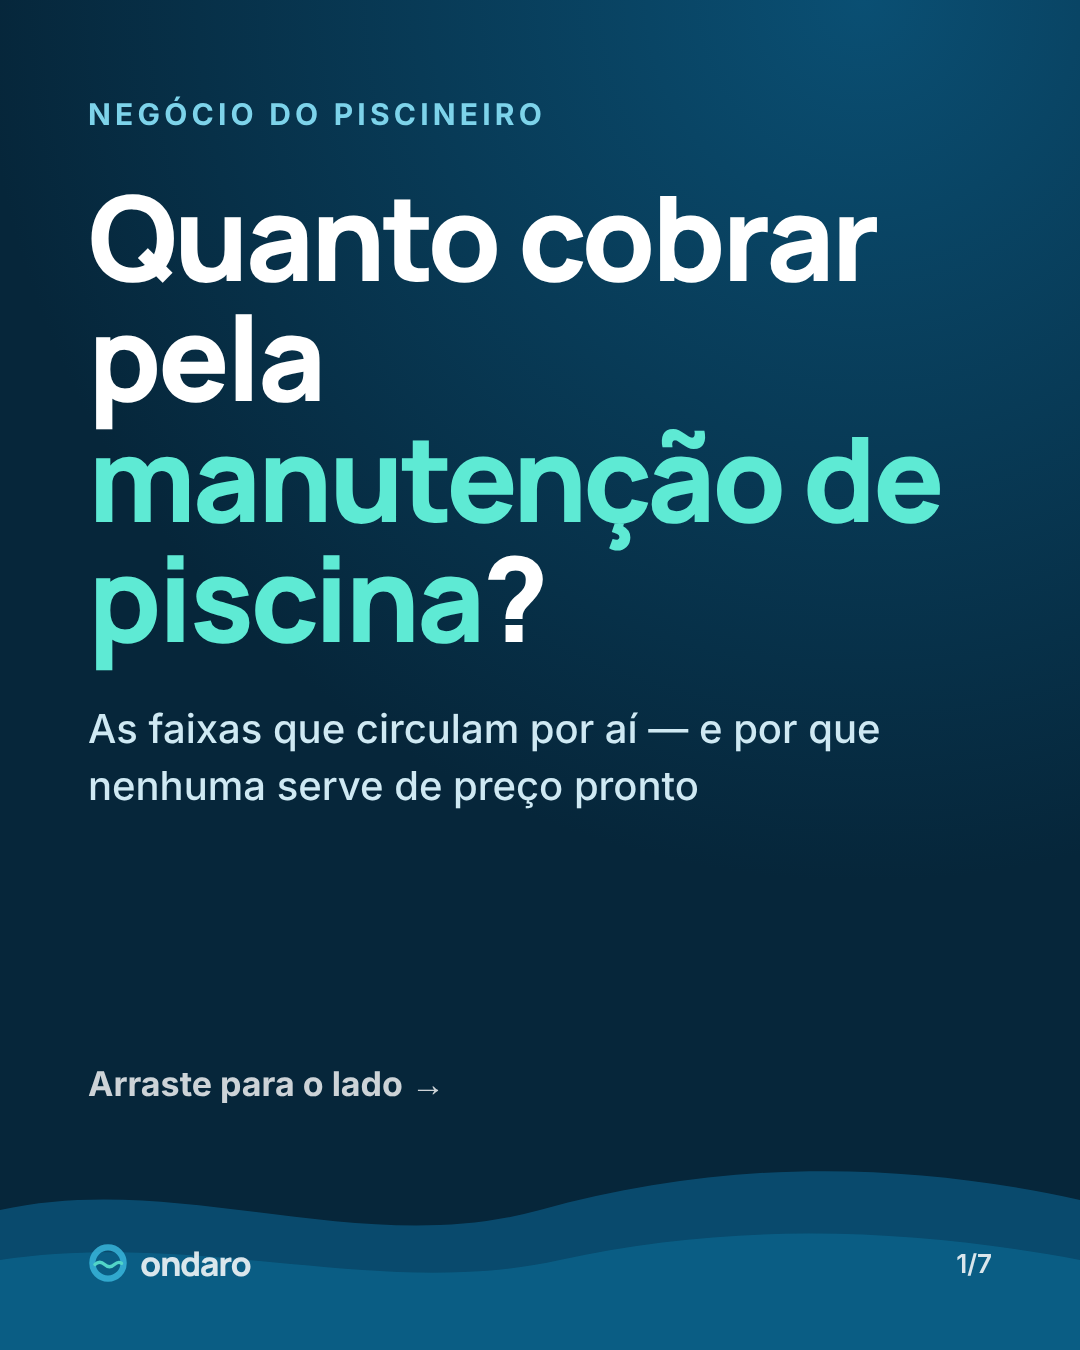 NEGÓCIO DO PISCINEIRO
Quanto cobrar
pela
manutenção de
piscina?
As faixas que circulam por aí — e por que
nenhuma serve de preço pronto
Arraste para o lado →
ondaro
1/7